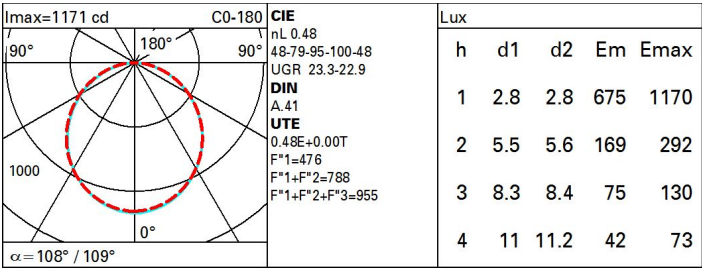 Imax=1171 cd C0-180
90° 180° 90°
1000
0°
α=108° / 109°
CIE
nL 0.48
48-79-95-100-48
UGR 23.3-22.9
DIN
A.41
UTE
0.48E+0.00T
F"1=476
F"1+F"2=788
F"1+F"2+F"3=955
Lux
h d1 d2 Em Emax
1 2.8 2.8 675 1170
2 5.5 5.6 169 292
3 8.3 8.4 75 130
4 11 11.2 42 73